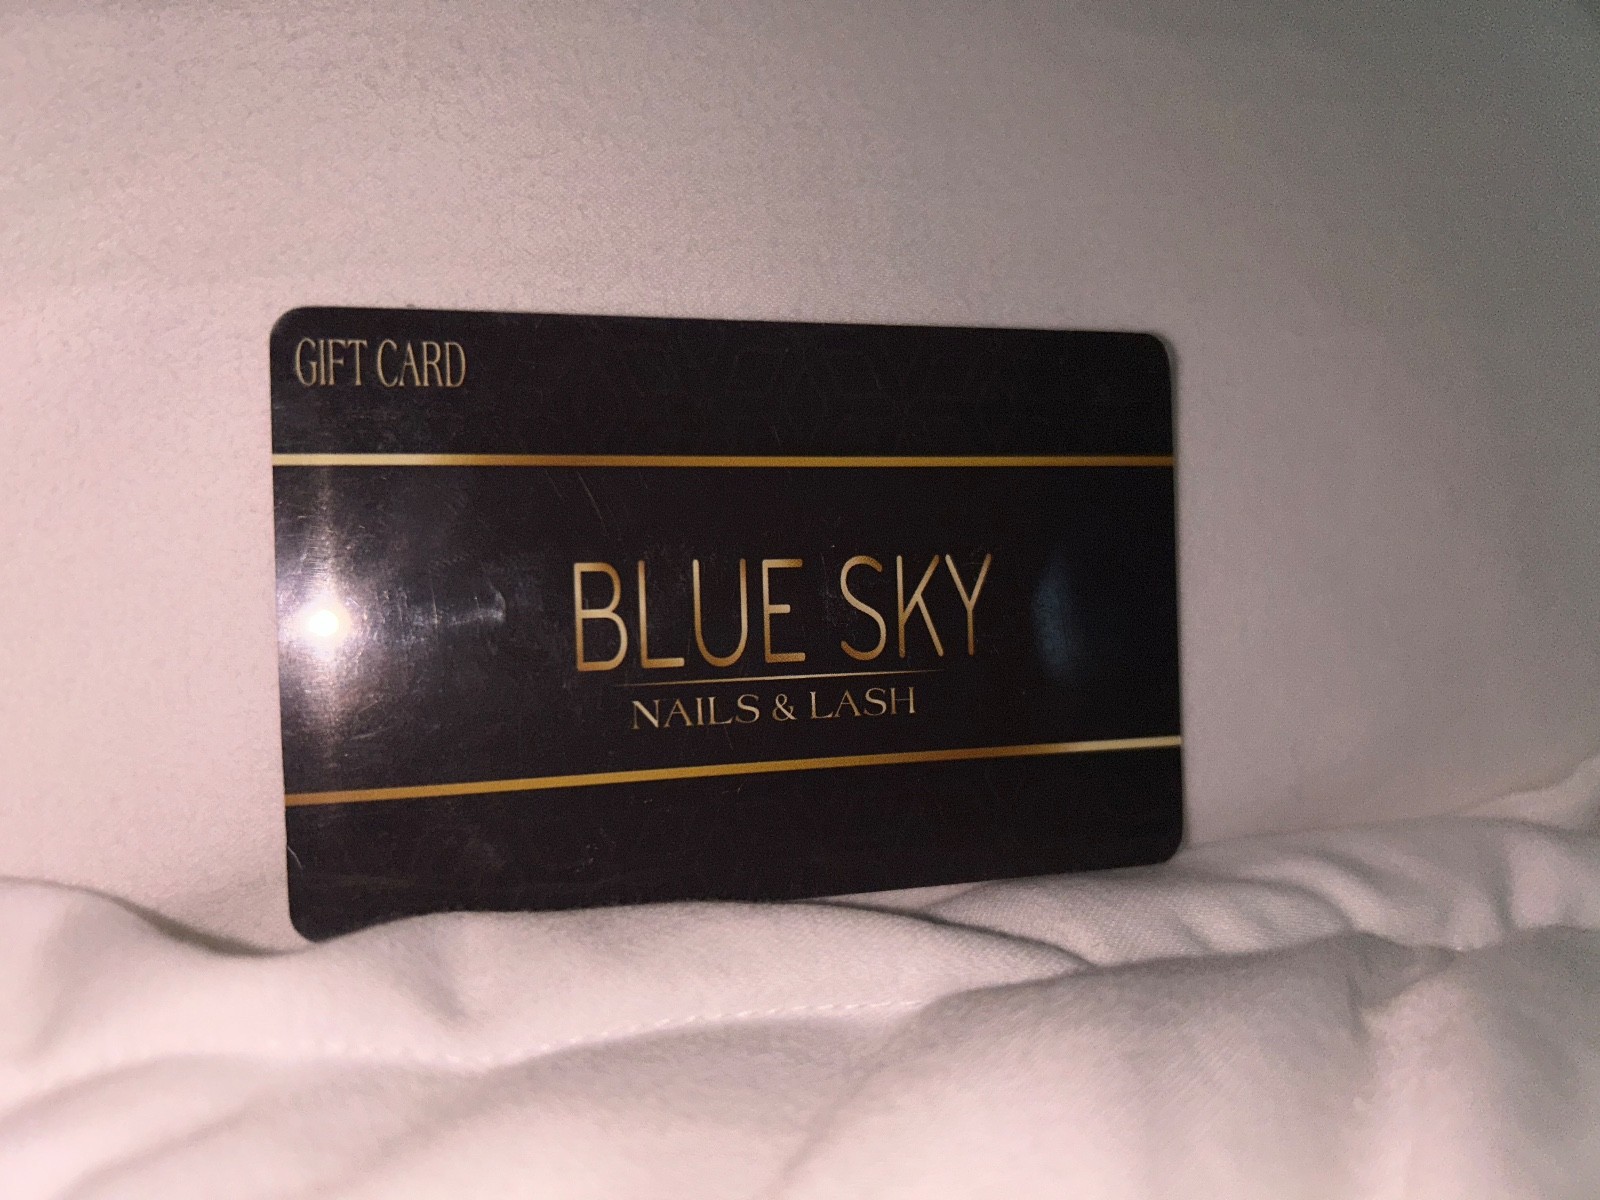 GIFT CARD
BLUE SKY
NAILS & LASH